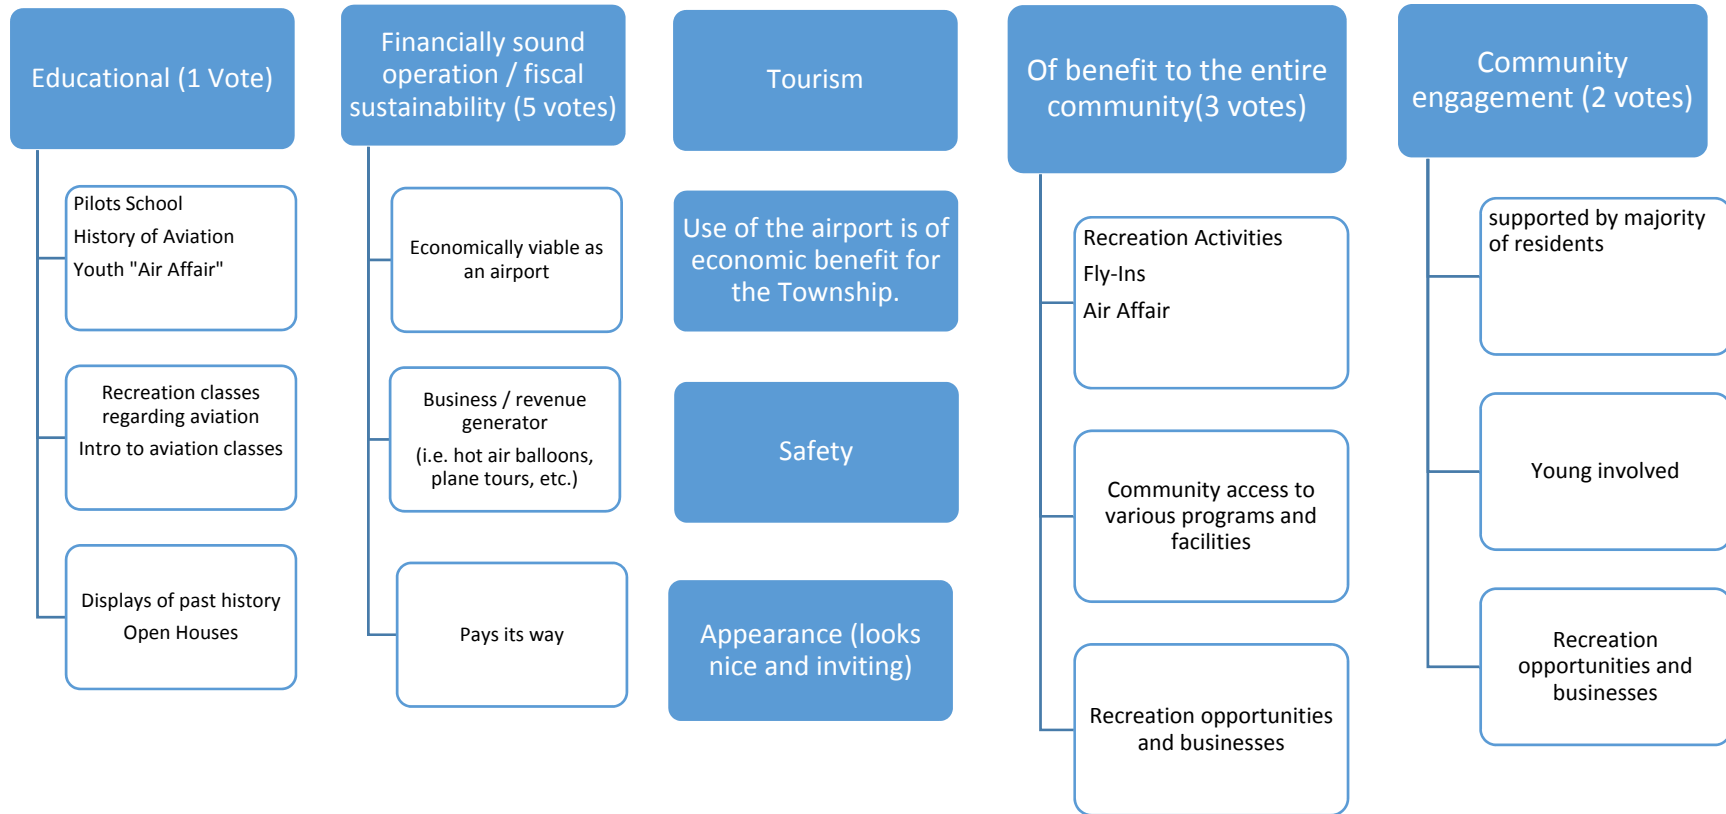 Educational (1 Vote)
Pilots School
History of Aviation
Youth "Air Affair"
Recreation classes
regarding aviation
Intro to aviation classes
Displays of past history
Open Houses
Financially sound
operation / fiscal
sustainability (5 votes)
Economically viable as
an airport
Business / revenue
generator
(i.e. hot air balloons,
plane tours, etc.)
Pays its way
Tourism
Use of the airport is of
economic benefit for
the Township.
Safety
Appearance (looks
nice and inviting)
Of benefit to the entire
community(3 votes)
Recreation Activities
Fly-Ins
Air Affair
Community access to
various programs and
facilities
Recreation opportunities
and businesses
Community
engagement (2 votes)
supported by majority
of residents
Young involved
Recreation
opportunities and
businesses